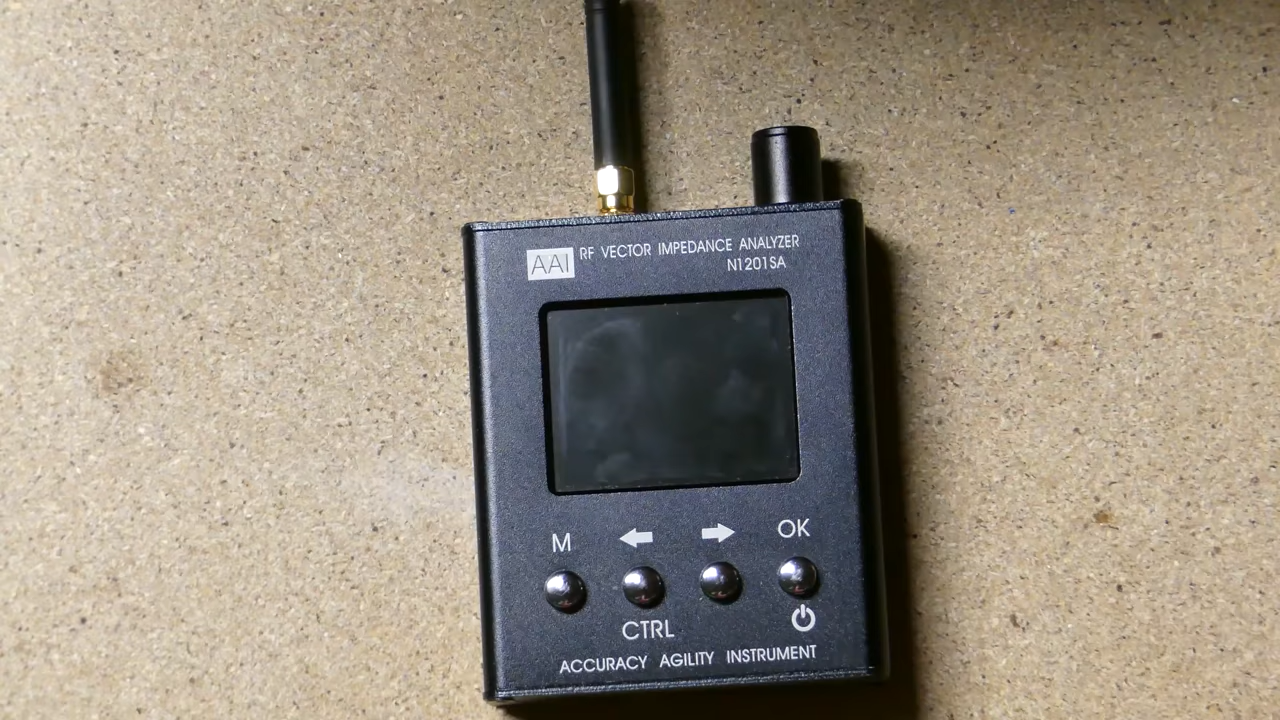 AAI RF VECTOR IMPEDANCE ANALYZER
N1201SA
M OK
CTRL
ACCURACY AGILITY INSTRUMENT